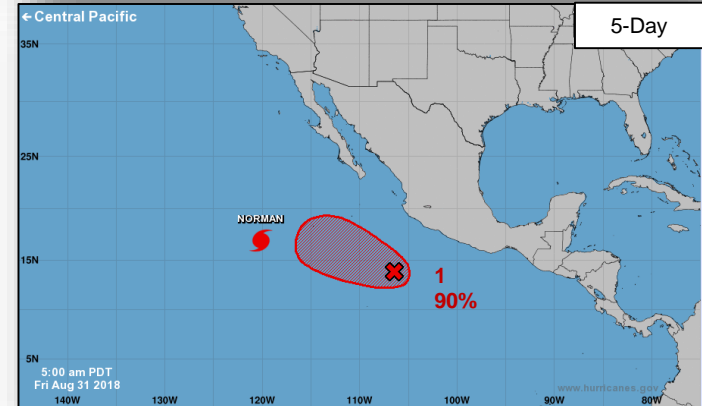 ← Central Pacific
5-Day
35N
25N
NORMAN
15N
1
90%
5N
5:00 am PDT
Fri Aug 31 2018
www.hurricanes.gov
140W 130W 120W 110W 100W 90W 80W